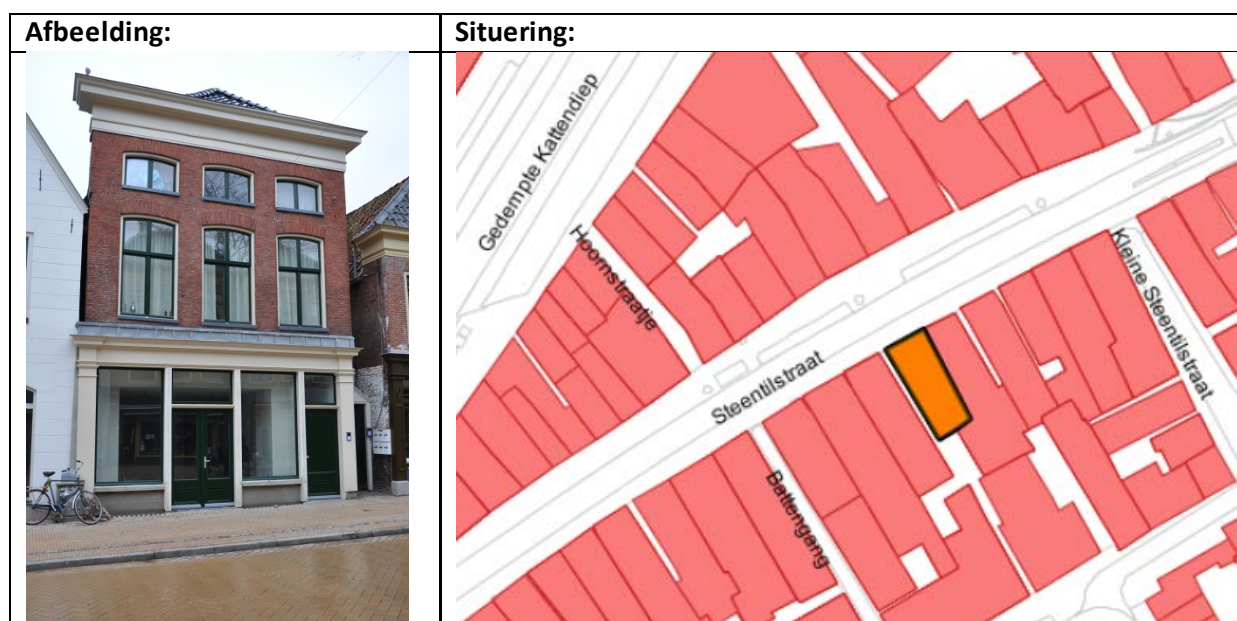 Afbeelding:
Situering:
Gedempte Kattendiep
Hoornstraatje
Steentilstraat
Kleine Steentilstraat
Battengang